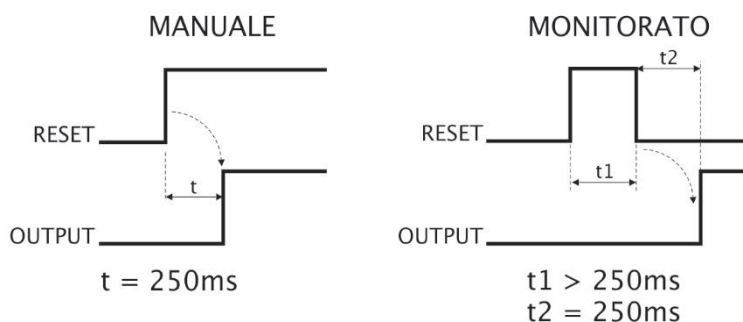 MANUALE
RESET
t
OUTPUT
t = 250ms
MONITORATO
t2
RESET
t1
OUTPUT
t1 > 250ms
t2 = 250ms